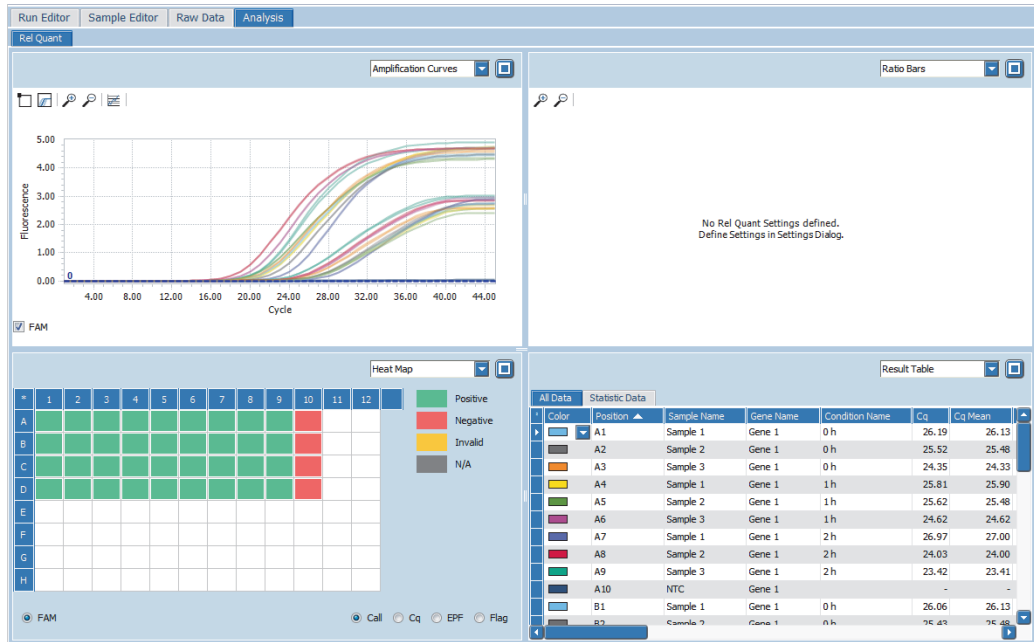 Run Editor Sample Editor Raw Data Analysis
Rel Quant
Amplification Curves
5.00
4.00
3.00
2.00
1.00
0.00
Fluorescence
0
4.00 8.00 12.00 16.00 20.00 24.00 28.00 32.00 36.00 40.00 44.00
Cycle
FAM
Ratio Bars
No Rel Quant Settings defined.
Define Settings in Settings Dialog.
Heat Map
* 1 2 3 4 5 6 7 8 9 10 11 12
A
B
C
D
E
F
G
H
Positive
Negative
Invalid
N/A
FAM Call Cq EPF Flag
Result Table
All Data Statistic Data
Color Position Sample Name Gene Name Condition Name Cq Cq Mean
A1 Sample 1 Gene 1 0 h 26.19 26.13
A2 Sample 2 Gene 1 0 h 25.52 25.48
A3 Sample 3 Gene 1 0 h 24.35 24.33
A4 Sample 1 Gene 1 1 h 25.81 25.90
A5 Sample 2 Gene 1 1 h 25.62 25.48
A6 Sample 3 Gene 1 1 h 24.62 24.62
A7 Sample 1 Gene 1 2 h 26.97 27.00
A8 Sample 2 Gene 1 2 h 24.03 24.00
A9 Sample 3 Gene 1 2 h 23.42 23.41
A10 NTC Gene 1 - -
B1 Sample 1 Gene 1 0 h 26.06 26.13
B2 Sample 2 Gene 1 0 h 25.43 25.48